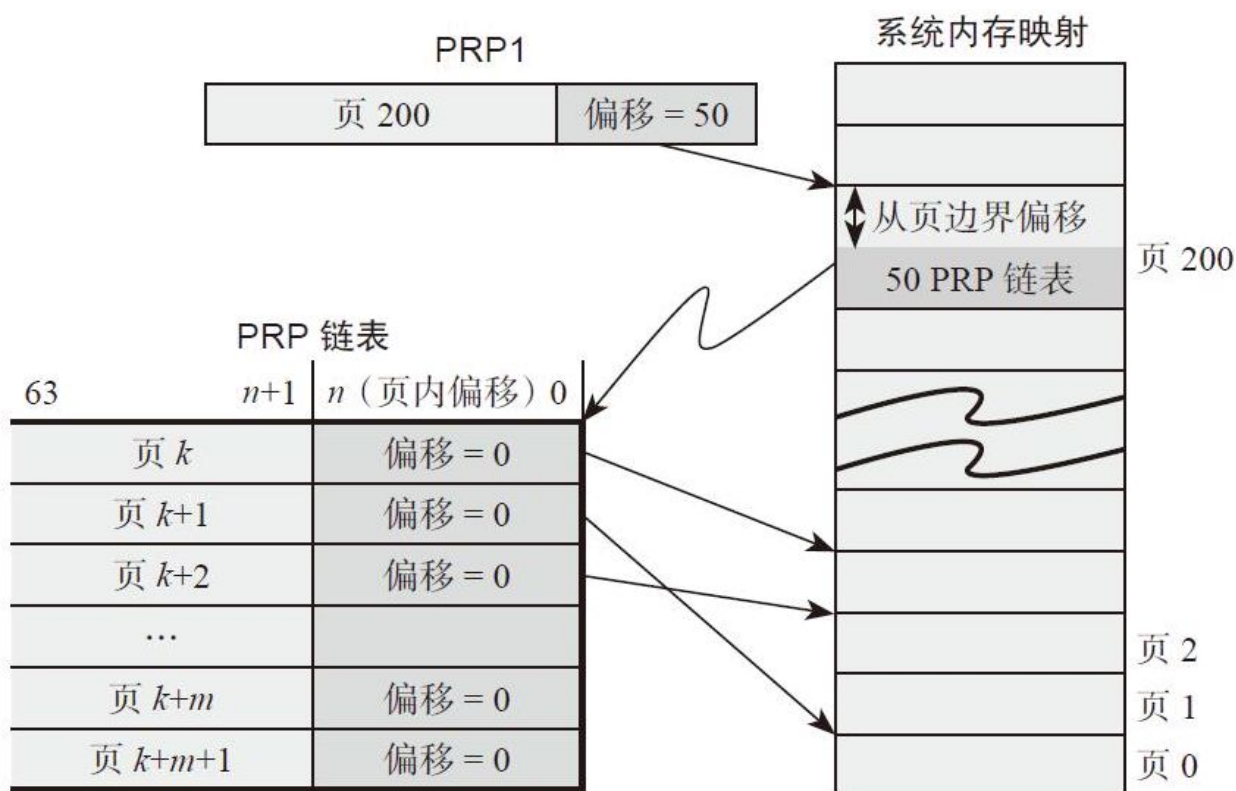 PRP1
页 200 偏移 = 50
系统内存映射
从页边界偏移
50 PRP 链表
页 200
PRP 链表
63 n+1 n（页内偏移）0
页 k 偏移 = 0
页 k+1 偏移 = 0
页 k+2 偏移 = 0
…
页 k+m 偏移 = 0
页 k+m+1 偏移 = 0
页 2
页 1
页 0